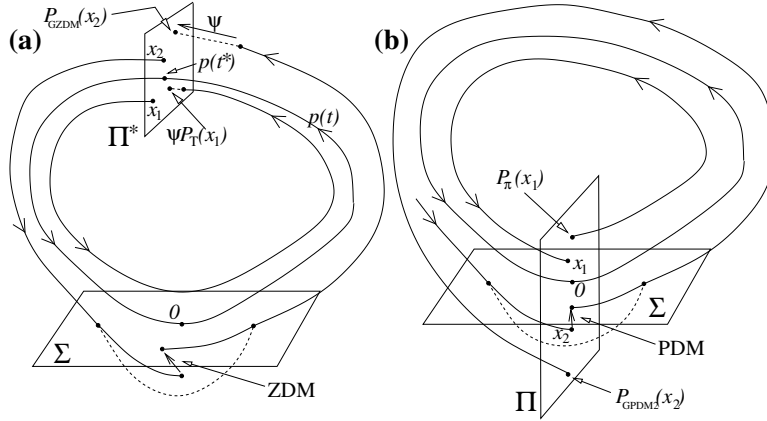 (a)
P_GZDM(x_2)
ψ
x_2
p(t*)
x_1
Π*
ψP_T(x_1)
p(t)
0
Σ
ZDM
(b)
P_π(x_1)
x_1
0
Σ
x_2
PDM
Π
P_GPDM2(x_2)